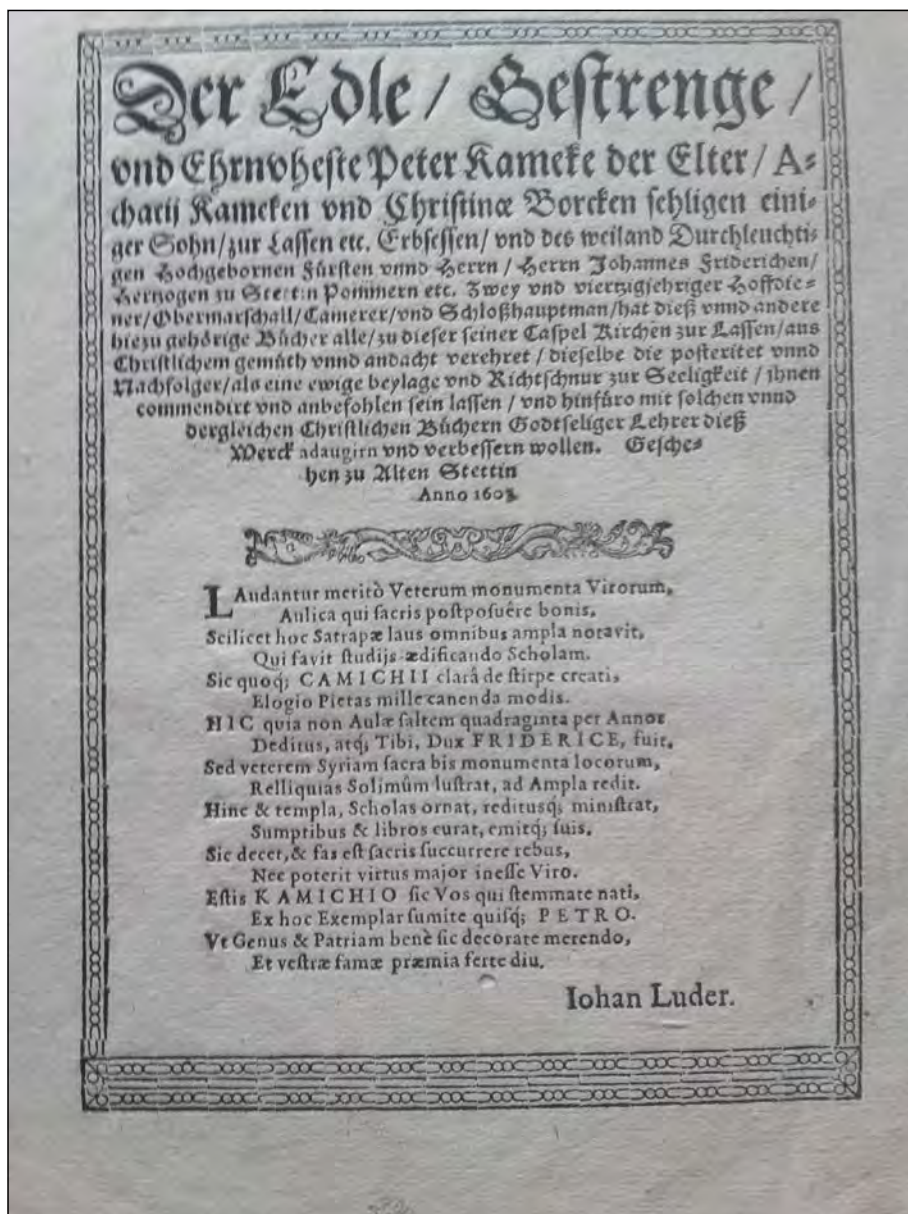 Der Edle / Gestrenge /
vnd Ehrnvheste Peter Kameke der Elter / A⸗
chatij Kameken vnd Christinæ Borcken sehligen eini⸗
ger Sohn / zur Lassen etc. Erbsessen / vnd des weiland Durchleuchti⸗
gen Hochgebornen Fürsten vnnd Herrn / Herrn Johannes Friderichen /
Hertzogen zu Stettin Pommern etc. Zwey vnd viertzigjehriger Hoffdie⸗
ner / Obermarschall / Camerer / vnd Schloßhauptman / hat dieß vnnd andere
hiezu gehörige Bücher alle / zu dieser seiner Caspel Kirchen zur Lassen / aus
Christlichem gemüth vnnd andacht verehret / dieselbe die posteritet vnnd
Nachfolger / als eine ewige beylage vnd Richtschnur zur Seeligkeit / ihnen
commendirt vnd anbefohlen sein lassen / vnd hinfüro mit solchen vnnd
dergleichen Christlichen Büchern Godtseliger Lehrer dieß
Werck adaugirn vnd verbessern wollen. Gesche⸗
hen zu Alten Stettin
Anno
LAudantur meritò Veterum monumenta Virorum,
Aulica qui sacris postposuêre bonis,
Scilicet hoc Satrapæ laus omnibus ampla notavit,
Qui favit studijs ædificando Scholam.
Sic quoq; CAMICHII clarâ de stirpe creati,
Elogio Pietas mille canenda modis.
HIC quia non Aulæ saltem quadraginta per Annos
Deditus, atq; Tibi, Dux FRIDERICE, fuit,
Sed veterem Syriam sacra bis monumenta locorum,
Relliquias Solimûm lustrat, ad Ampla redit.
Hinc & templa, Scholas ornat, reditusq; ministrat,
Sumptibus & libros curat, emitq; suis,
Sic decet, & fas est sacris succurrere rebus,
Nec poterit virtus major inesse Viro.
Estis KAMICHIO sic Vos qui stemmate nati,
Ex hoc Exemplar sumite quisq; PETRO.
Vt Genus & Patriam benè sic decorate merendo,
Et vestræ famæ præmia ferte diu.
Iohan Luder.